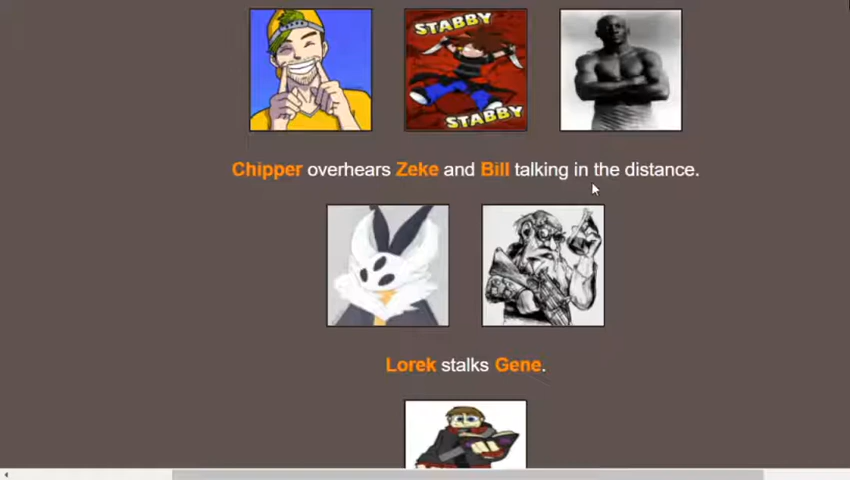 STABBY
STABBY
Chipper overhears Zeke and Bill talking in the distance.
Lorek stalks Gene.